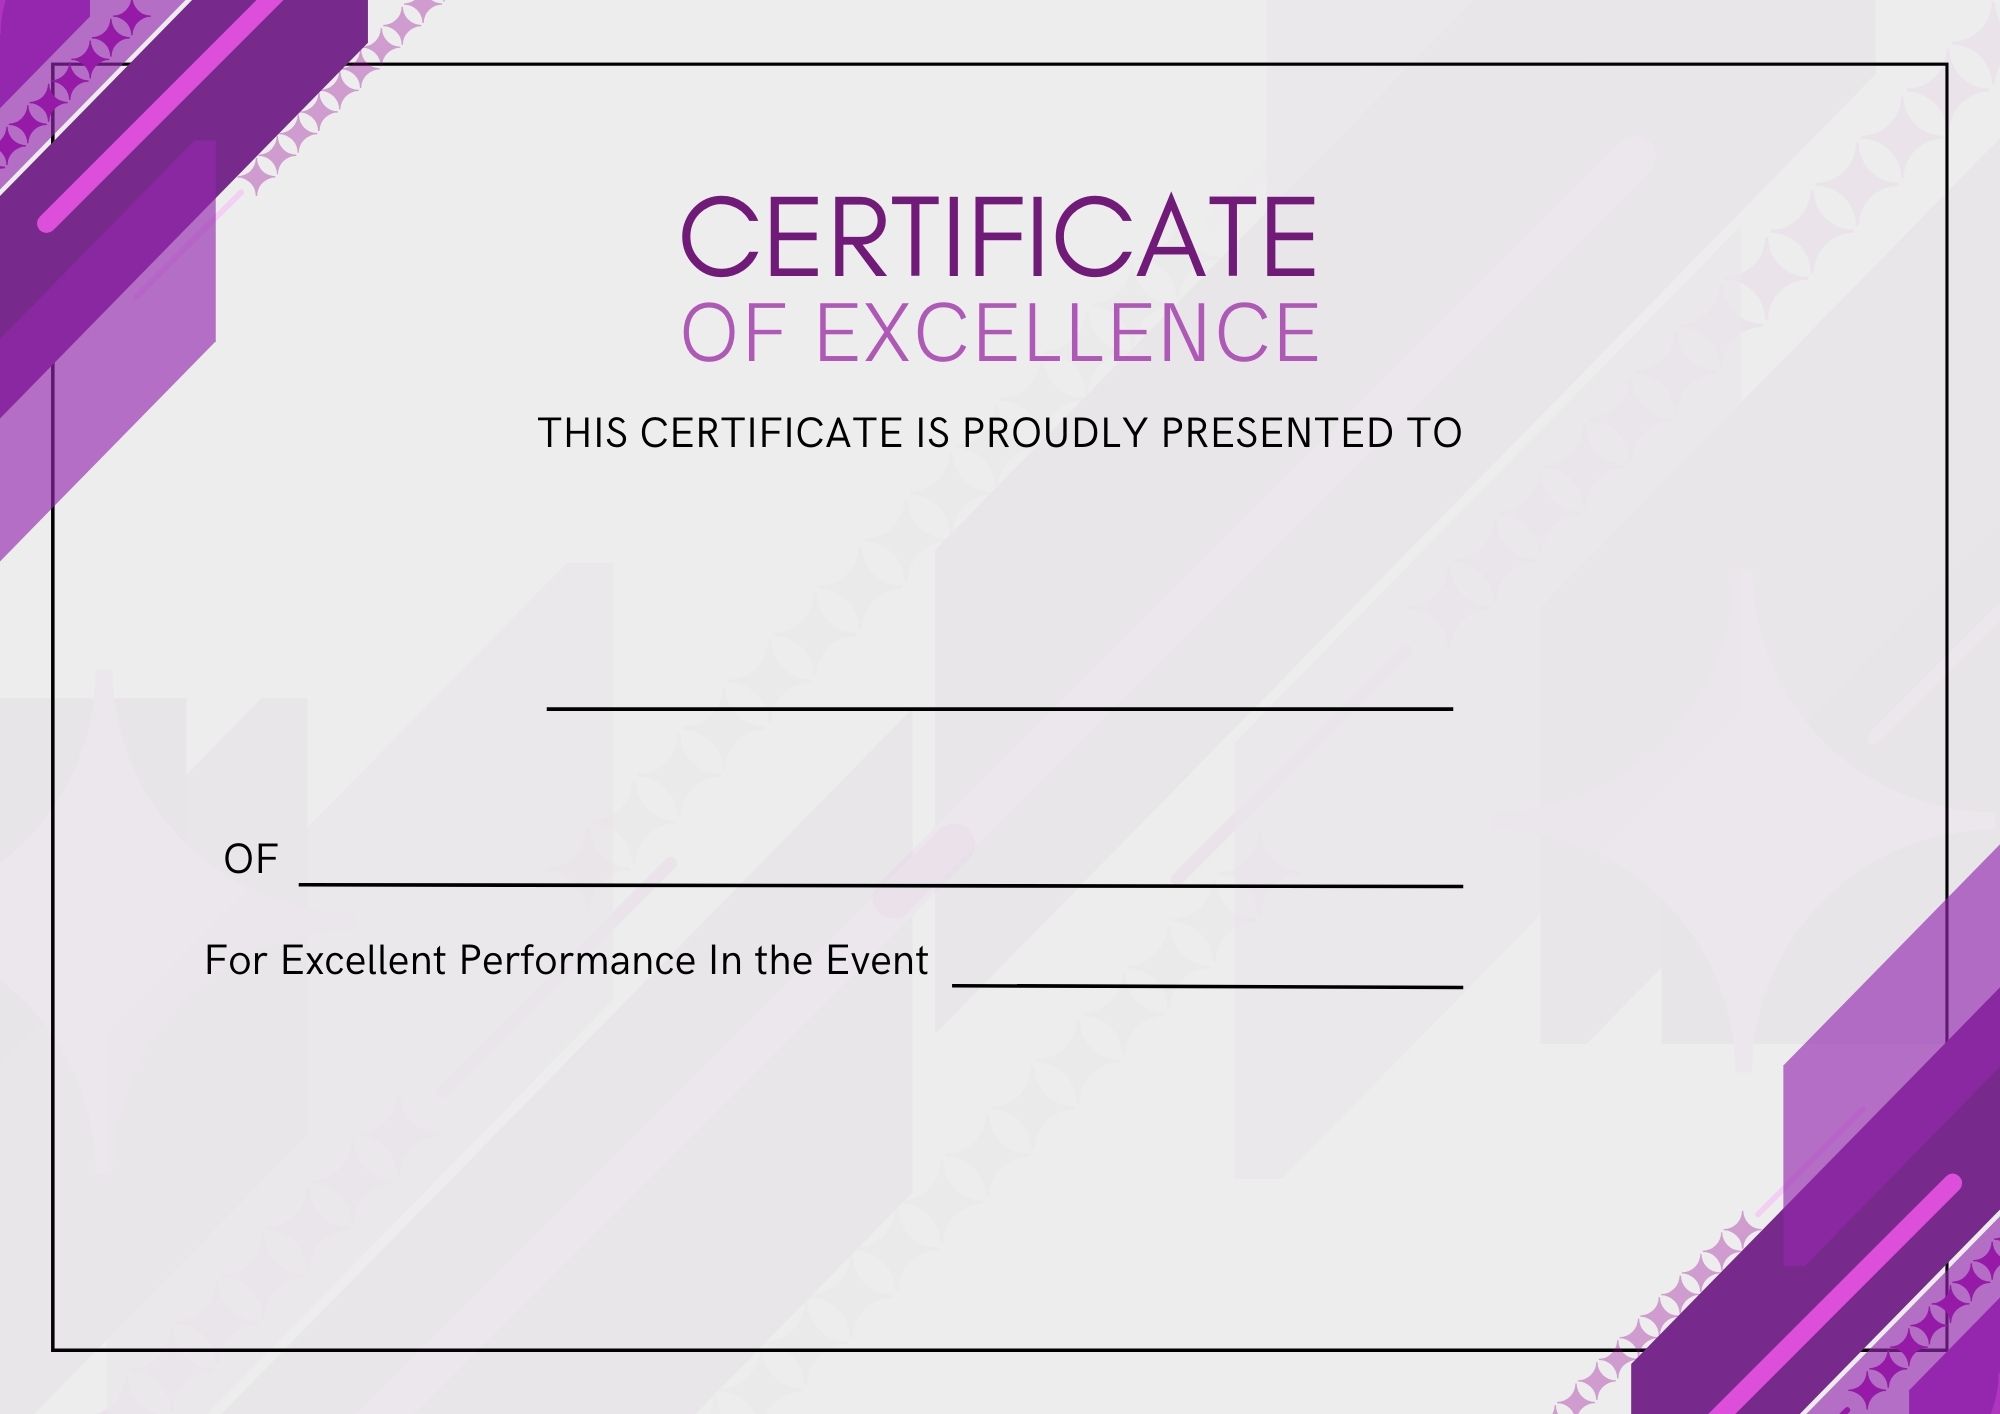 CERTIFICATE
OF EXCELLENCE
THIS CERTIFICATE IS PROUDLY PRESENTED TO
OF
For Excellent Performance In the Event